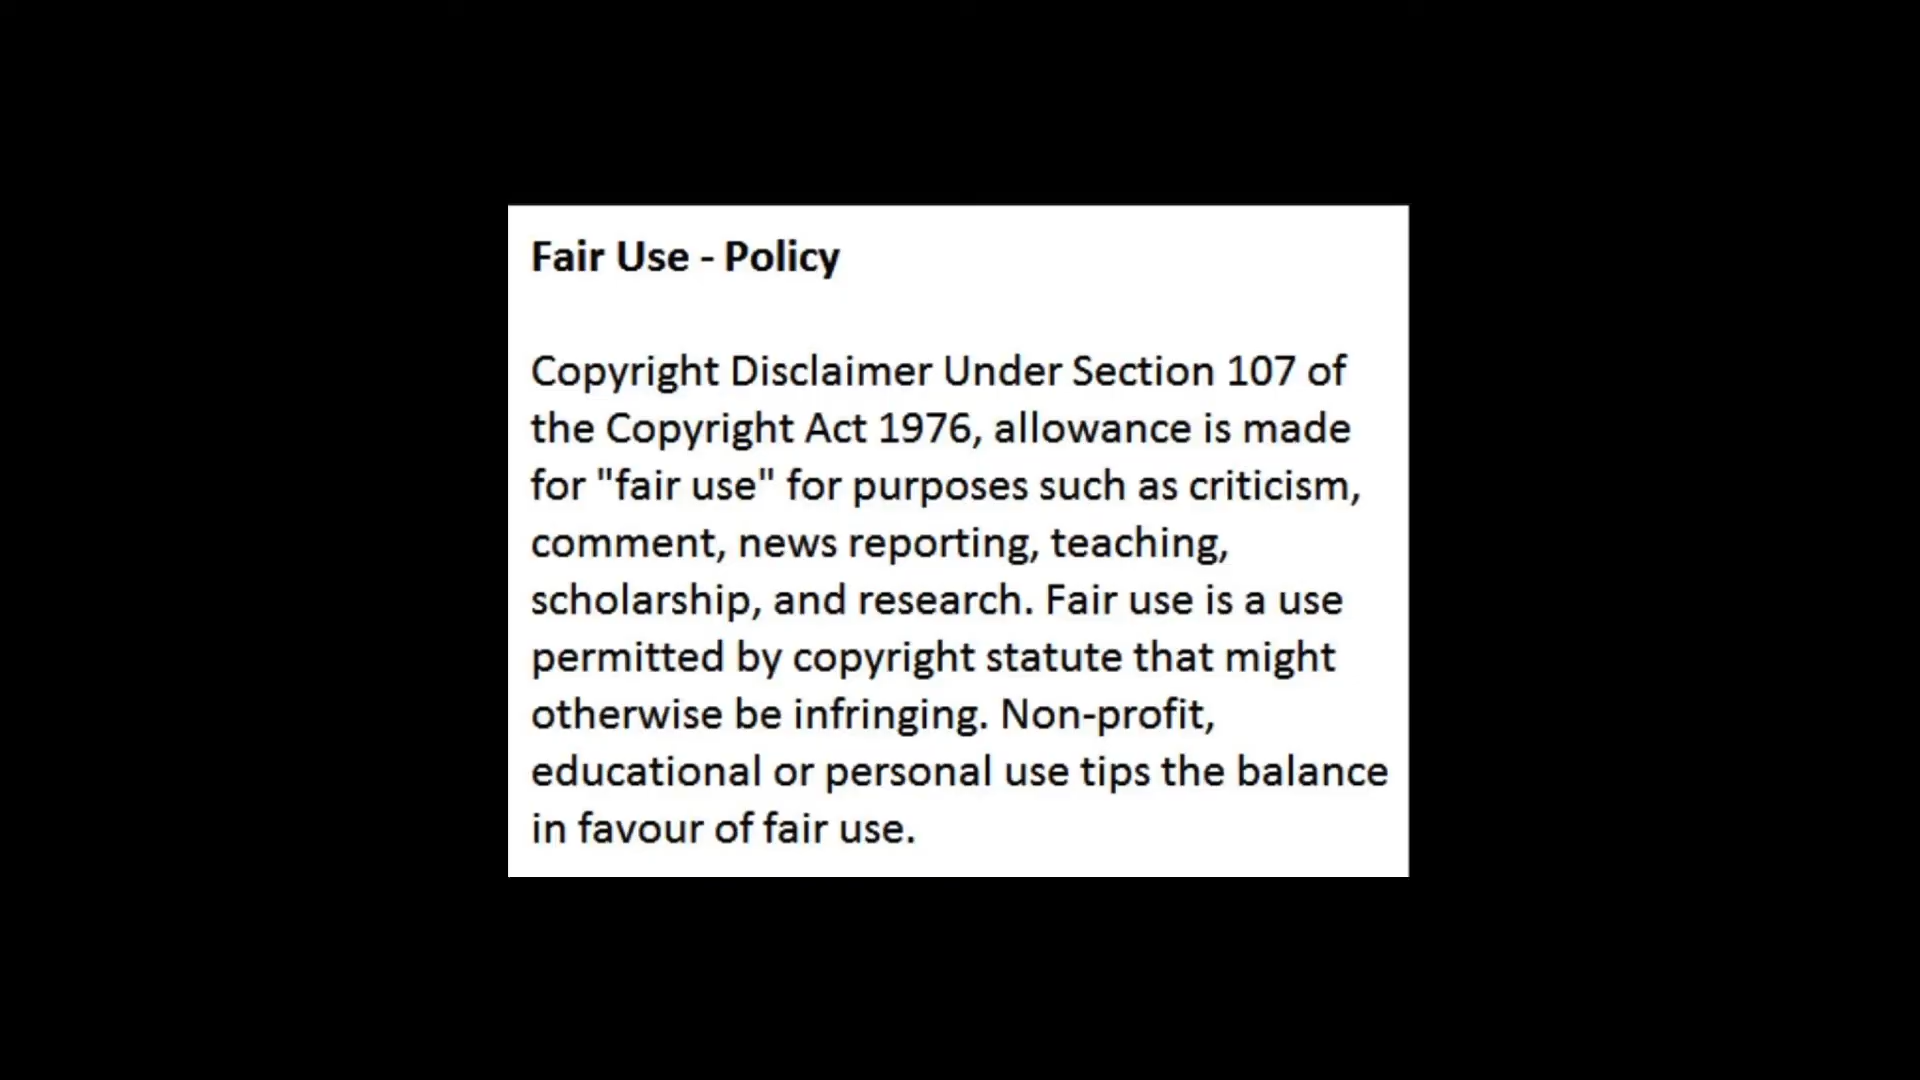 Fair Use - Policy
Copyright Disclaimer Under Section 107 of
the Copyright Act 1976, allowance is made
for "fair use" for purposes such as criticism,
comment, news reporting, teaching,
scholarship, and research. Fair use is a use
permitted by copyright statute that might
otherwise be infringing. Non-profit,
educational or personal use tips the balance
in favour of fair use.